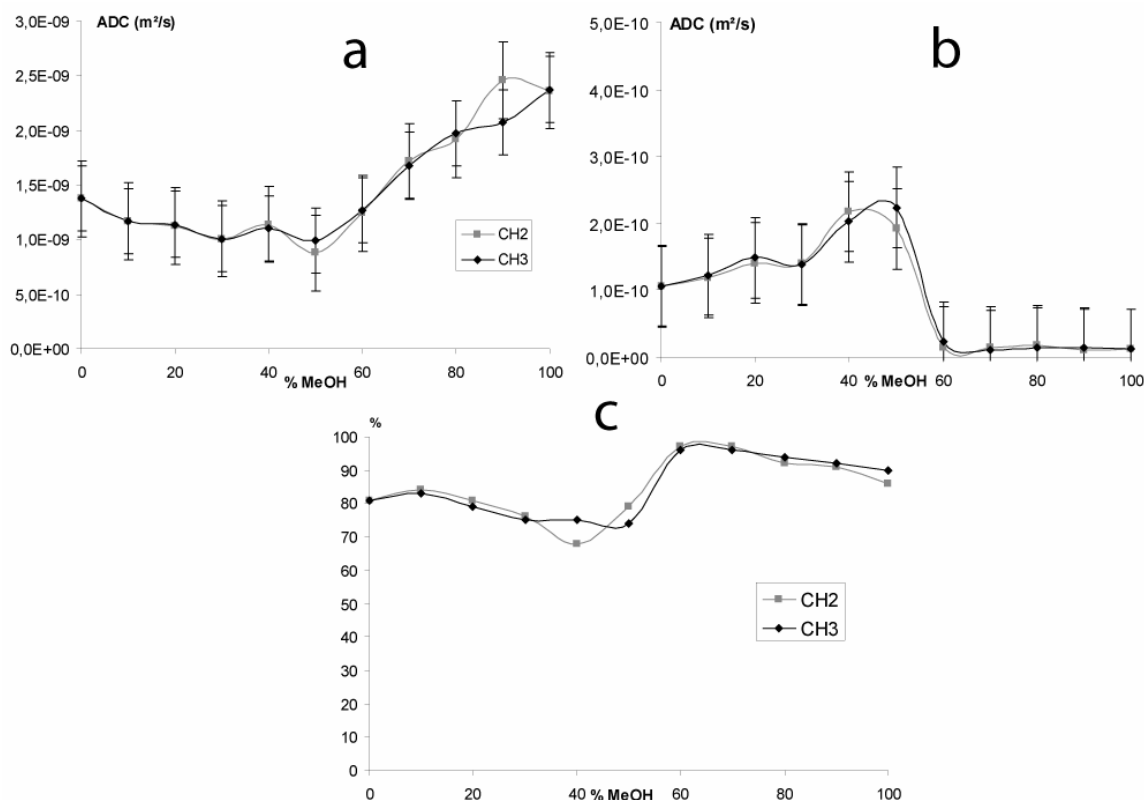 ADC (m²/s)
a
3,0E-09
2,5E-09
2,0E-09
1,5E-09
1,0E-09
5,0E-10
0,0E+00
CH2
CH3
0 20 40 60 80 100
% MeOH
ADC (m²/s)
b
5,0E-10
4,0E-10
3,0E-10
2,0E-10
1,0E-10
0,0E+00
0 20 40 % MeOH 60 80 100
c
%
100
90
80
70
60
50
40
30
20
10
0
CH2
CH3
0 20 40 % MeOH 60 80 100